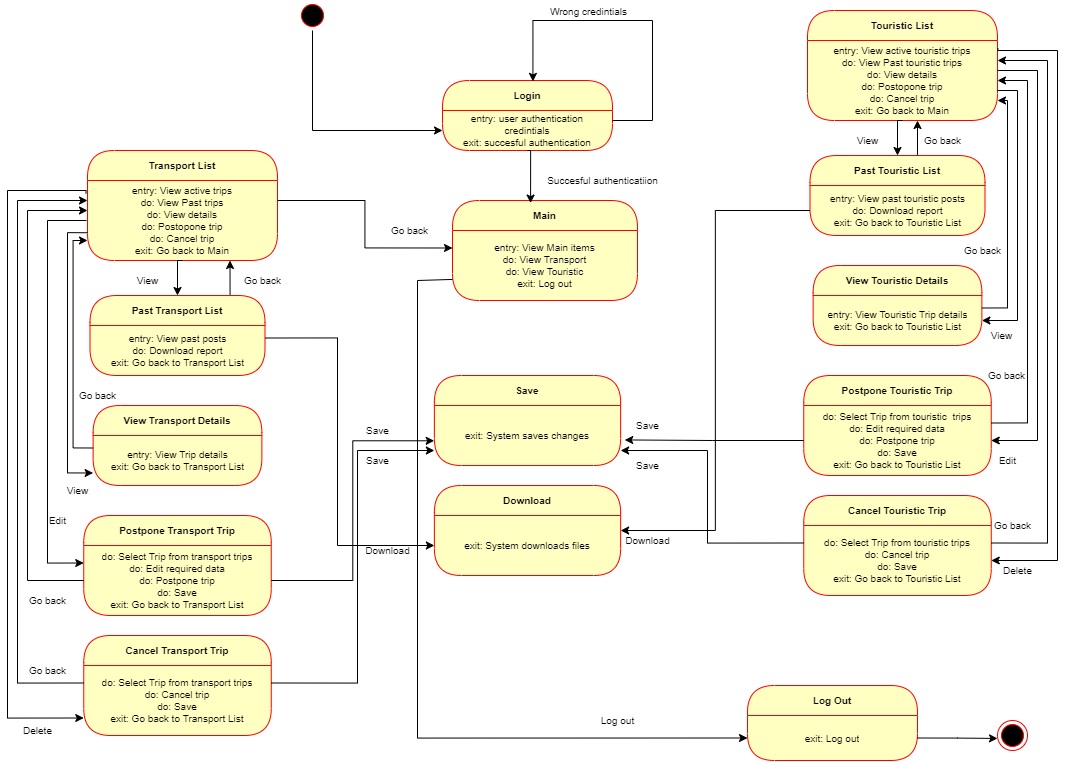 Wrong credintials
Login
entry: user authentication
credentials
exit: succesful authentication
Succesful authenticatiion
Touristic List
entry: View active touristic trips
do: View Past touristic trips
do: View details
do: Postopone trip
do: Cancel trip
exit: Go back to Main
View
Go back
Transport List
entry: View active trips
do: View Past trips
do: View details
do: Postopone trip
do: Cancel trip
exit: Go back to Main
Go back
Main
entry: View Main items
do: View Transport
do: View Touristic
exit: Log out
Past Touristic List
entry: View past touristic posts
do: Download report
exit: Go back to Touristic List
Go back
View
Go back
Past Transport List
entry: View past posts
do: Download report
exit: Go back to Transport List
View Touristic Details
entry: View Touristic Trip details
exit: Go back to Touristic List
View
Go back
Go back
View Transport Details
entry: View Trip details
exit: Go back to Transport List
View
Save
exit: System saves changes
Save
Save
Save
Save
Postpone Touristic Trip
do: Select Trip from touristic  trips
do: Edit required data
do: Postpone trip
do: Save
exit: Go back to Touristic List
Edit
Download
exit: System downloads files
Download
Download
Edit
Postpone Transport Trip
do: Select Trip from transport trips
do: Edit required data
do: Postpone trip
do: Save
exit: Go back to Transport List
Go back
Cancel Touristic Trip
do: Select Trip from touristic trips
do: Cancel trip
do: Save
exit: Go back to Touristic List
Go back
Delete
Cancel Transport Trip
do: Select Trip from transport trips
do: Cancel trip
do: Save
exit: Go back to Transport List
Go back
Delete
Log out
Log Out
exit: Log out